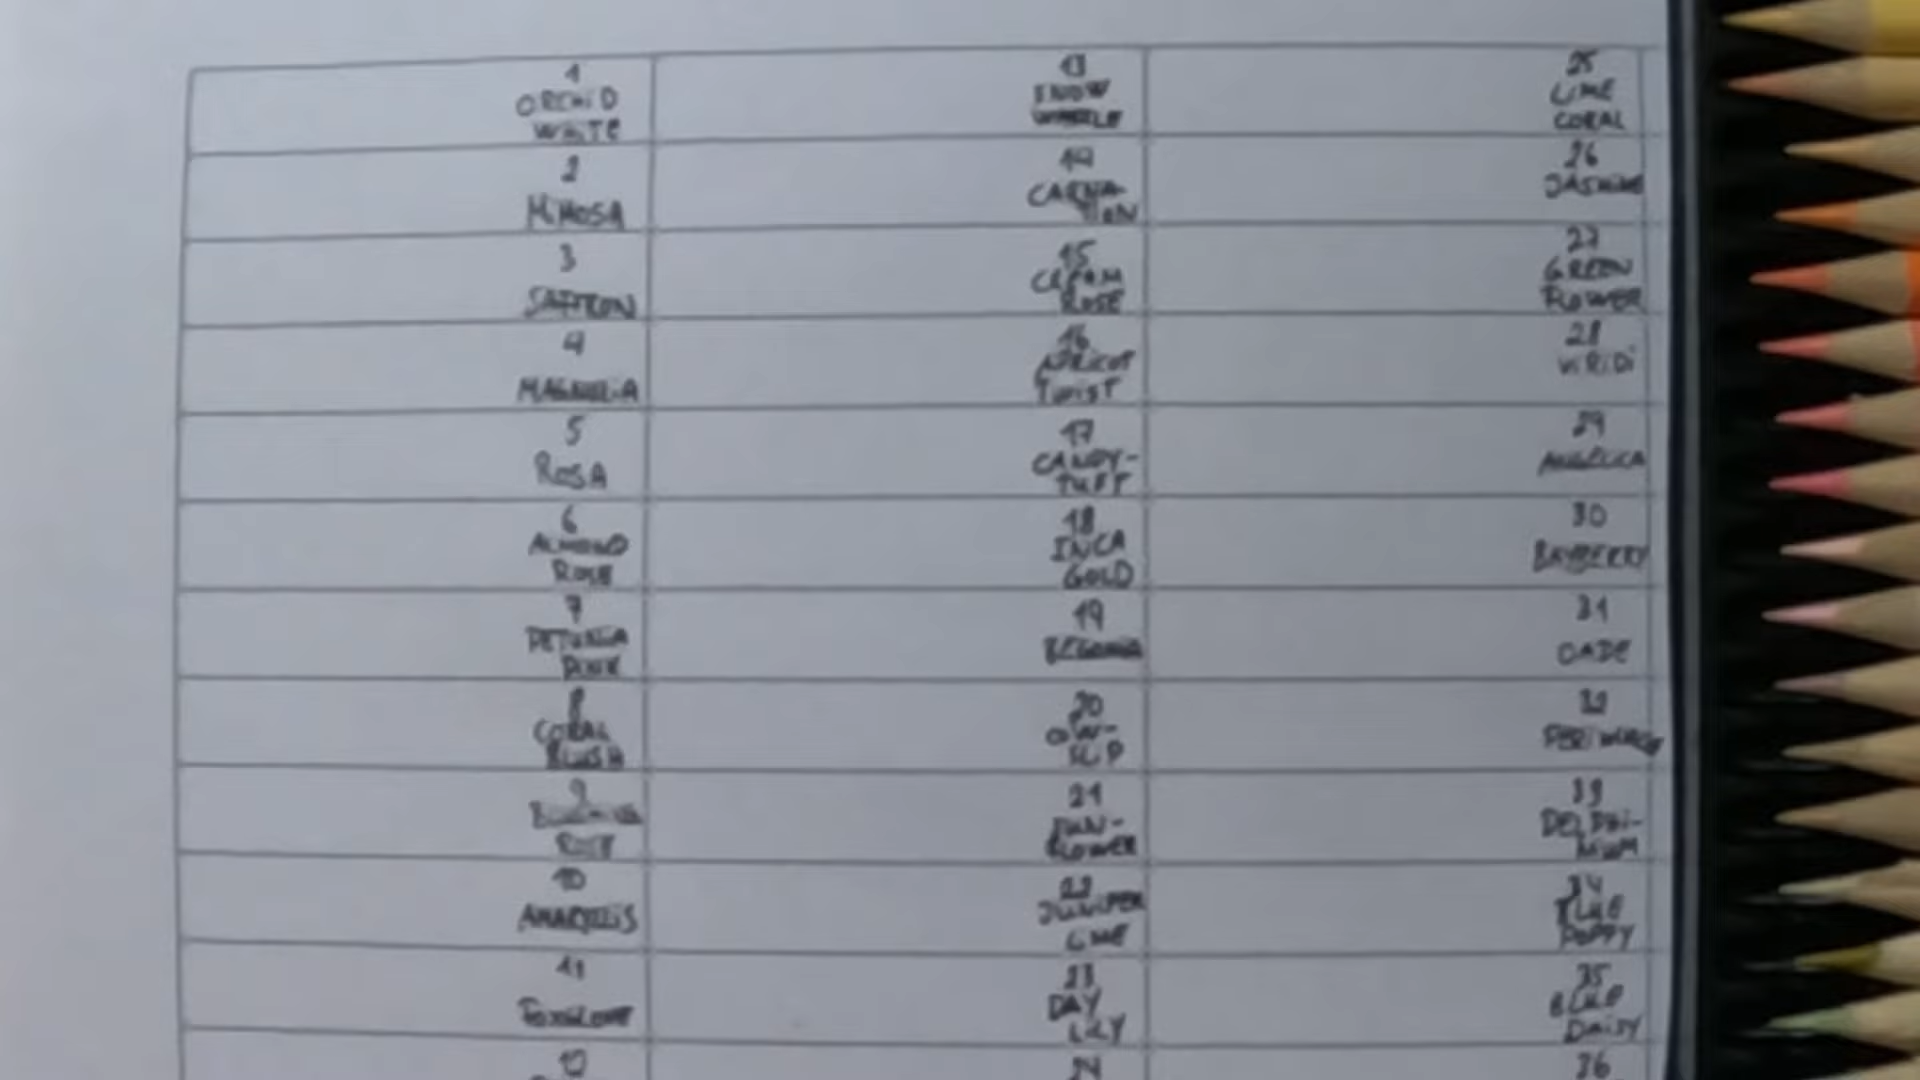 1
ORCHID
WHITE
13
SNOW
25
LIME
CORAL
2
MIMOSA
14
CARNA-
TION
26
JASMINE
3
SAFFRON
15
CREAM
ROSE
27
GREEN
FLOWER
4
MAGNOLIA
16
APRICOT
TWIST
28
ViRiDi
5
ROSA
17
CANDY-
TUFT
29
ANGELICA
6
ALMOND
ROSE
18
INCA
GOLD
30
BAYBERRY
7
PETUNIA
PINK
19
BEGONIA
31
JADE
8
CORAL
BLUSH
20
COW-
SLIP
32
9
ROSE
21
SUN-
FLOWER
33
DELPHI-
NIUM
10
AMARYLLIS
22
JUNIPER
LIME
34
BLUE
POPPY
11
FOXGLOVE
23
DAY
LILY
35
BLUE
DAISY
12
24
36